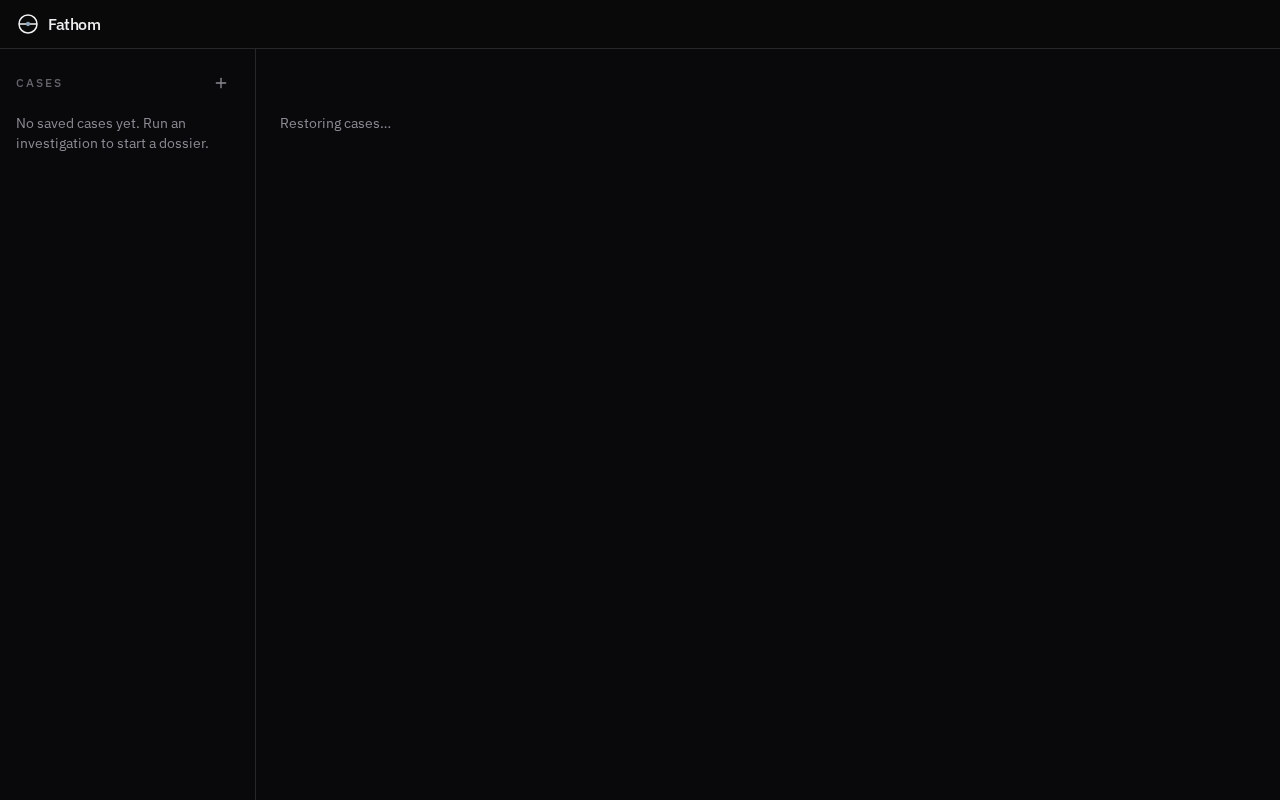 Fathom
CASES
No saved cases yet. Run an
investigation to start a dossier.
Restoring cases…